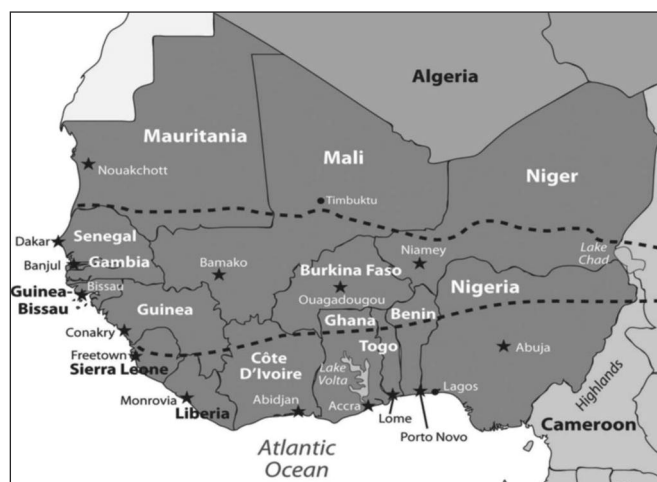 Algeria
Mauritania
Mali
Nouakchott
Niger
Timbuktu
Dakar
Senegal
Niamey
Lake
Chad
Banjul
Gambia
Bamako
Burkina Faso
Guinea-
Bissau
Bissau
Ouagadougou
Nigeria
Guinea
Ghana
Benin
Conakry
Togo
Abuja
Freetown
Côte
D'Ivoire
Sierra Leone
Lake
Volta
Highlands
Monrovia
Liberia
Abidjan
Accra
Lagos
Lome
Cameroon
Porto Novo
Atlantic
Ocean